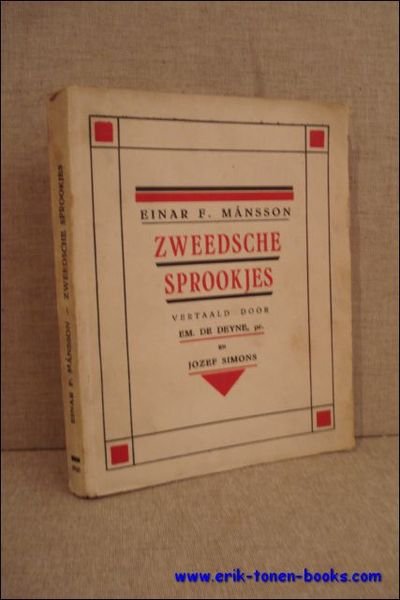 EINAR F. MÅNSSON
ZWEEDSCHE
SPROOKJES
VERTAALD DOOR
EM. DE DEYNE, pr.
EN
JOZEF SIMONS
EINAR F. MÅNSSON – ZWEEDSCHE SPROOKJES
www.erik-tonen-books.com